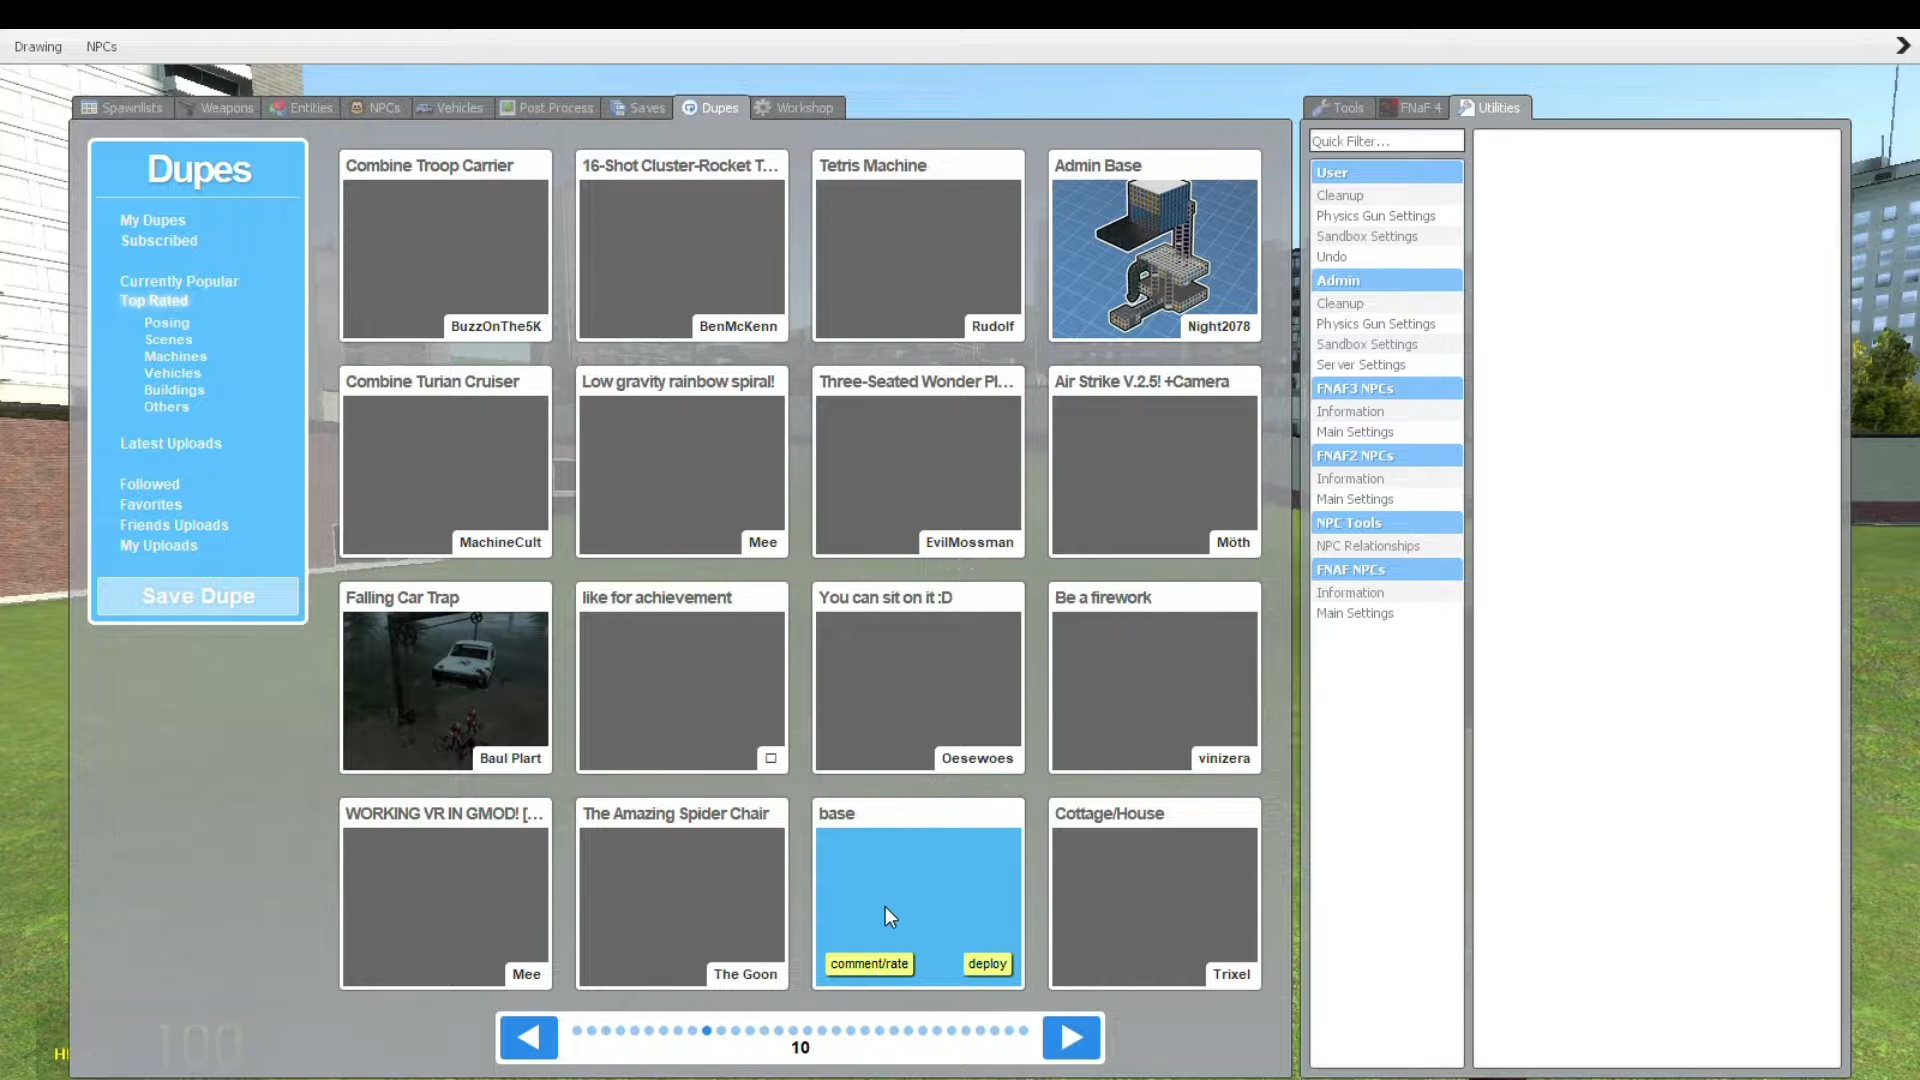 Drawing NPCs
Spawnlists Weapons Entities NPCs Vehicles Post Process Saves Dupes Workshop
Tools FNaF 4 Utilities
Dupes
My Dupes
Subscribed
Currently Popular
Top Rated
Posing
Scenes
Machines
Vehicles
Buildings
Others
Latest Uploads
Followed
Favorites
Friends Uploads
My Uploads
Save Dupe
Combine Troop Carrier
BuzzOnThe5K
16-Shot Cluster-Rocket T...
BenMcKenn
Tetris Machine
Rudolf
Admin Base
Night2078
Combine Turian Cruiser
MachineCult
Low gravity rainbow spiral!
Mee
Three-Seated Wonder Pl...
EvilMossman
Air Strike V.2.5! +Camera
Möth
Falling Car Trap
Baul Plart
like for achievement
□
You can sit on it :D
Oesewoes
Be a firework
vinizera
WORKING VR IN GMOD! [...
Mee
The Amazing Spider Chair
The Goon
base
comment/rate deploy
Cottage/House
Trixel
10
100
Quick Filter...
User
Cleanup
Physics Gun Settings
Sandbox Settings
Undo
Admin
Cleanup
Physics Gun Settings
Sandbox Settings
Server Settings
FNAF3 NPCs
Information
Main Settings
FNAF2 NPCs
Information
Main Settings
NPC Tools
NPC Relationships
FNAF NPCs
Information
Main Settings